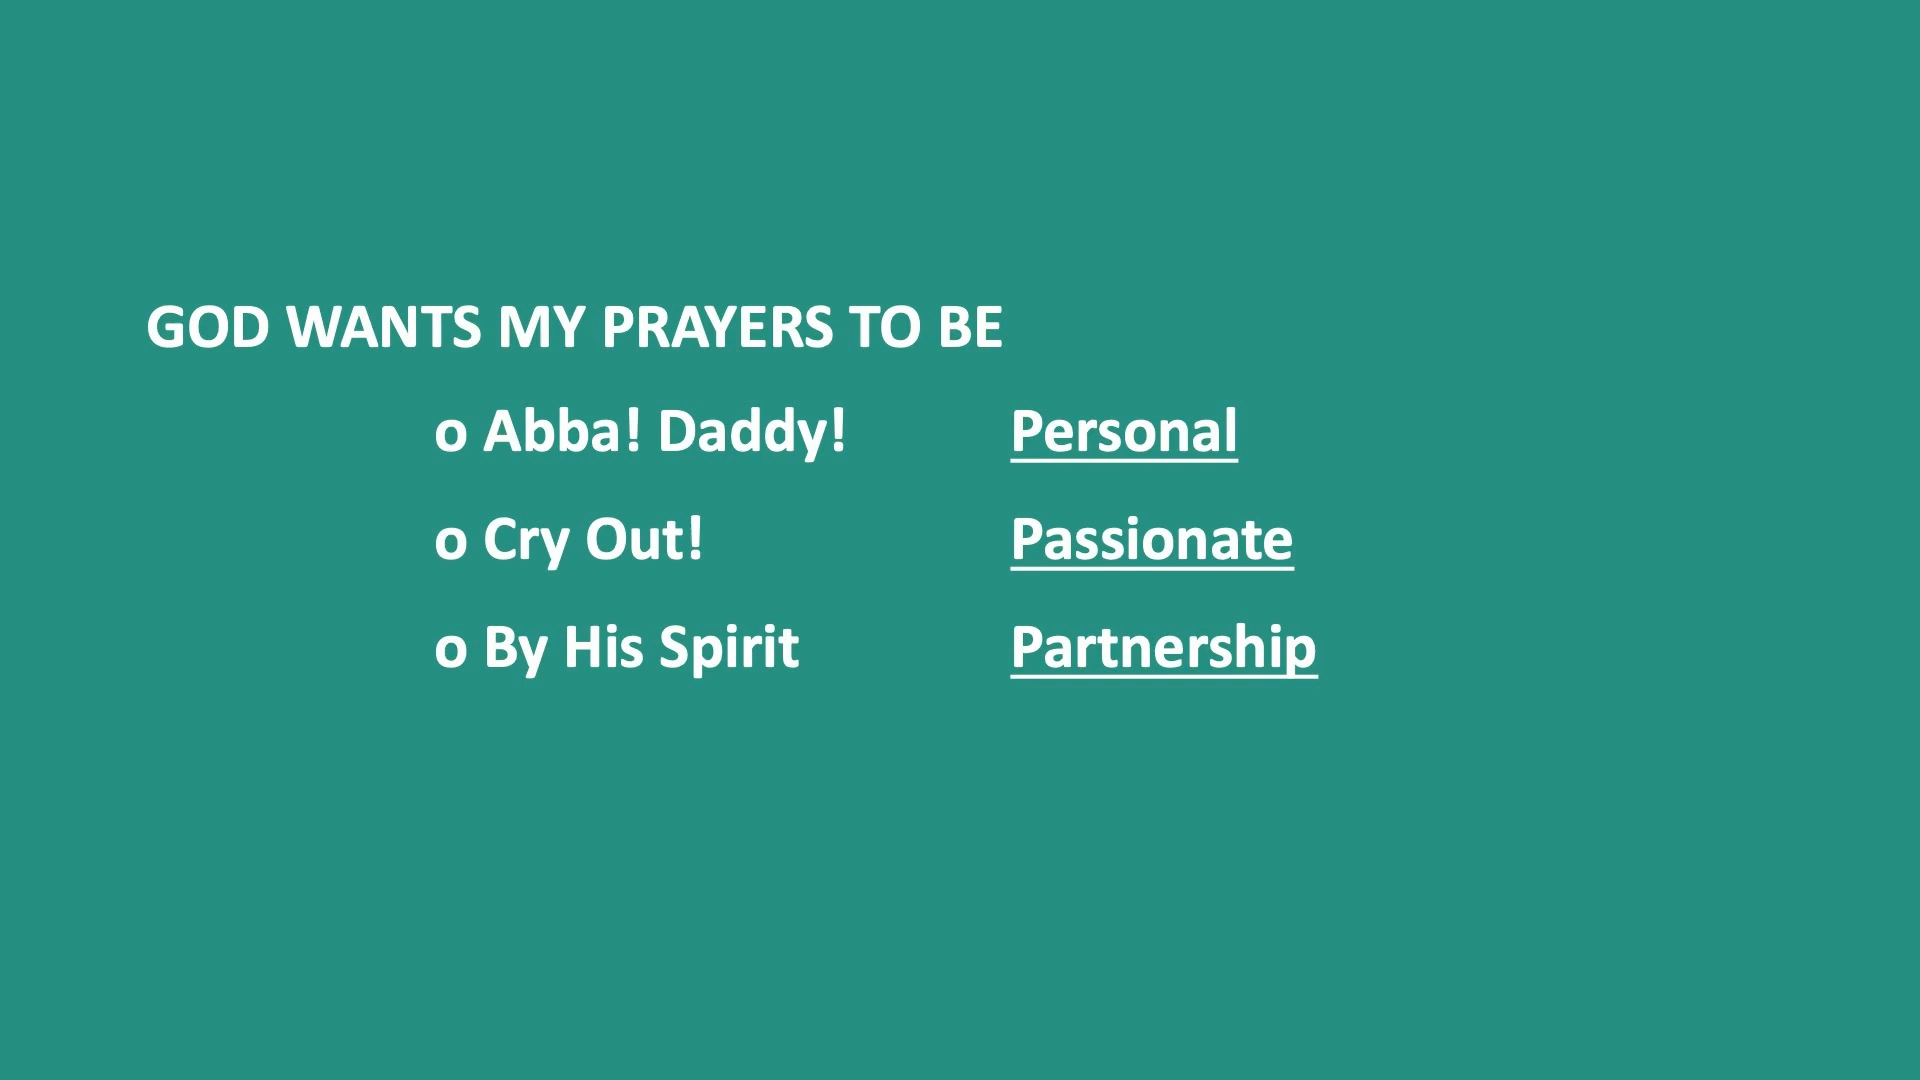 GOD WANTS MY PRAYERS TO BE
o Abba! Daddy! Personal
o Cry Out! Passionate
o By His Spirit Partnership